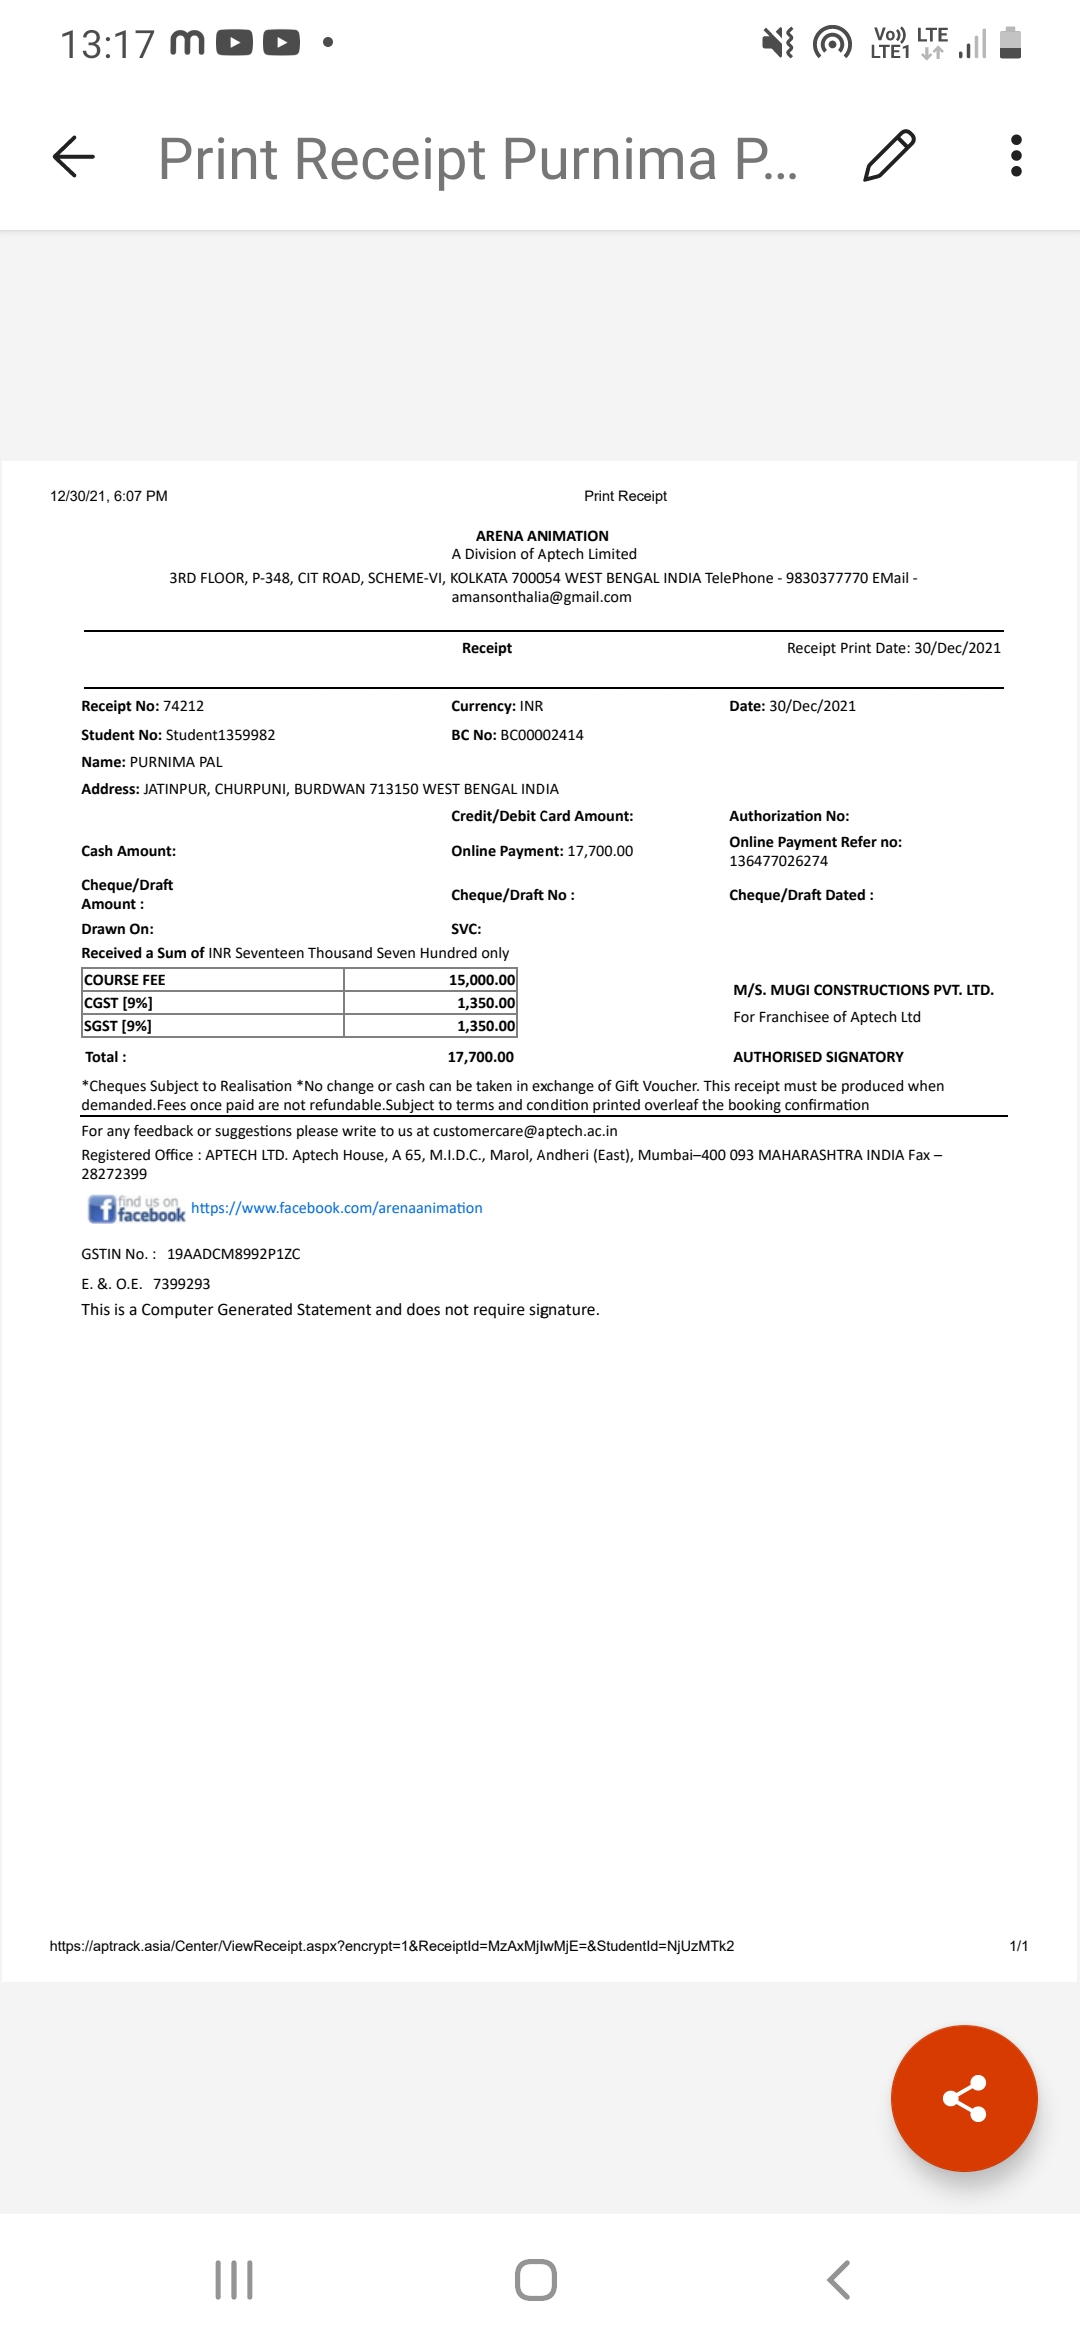 13:17
Vo)) LTE
LTE1
Print Receipt Purnima P...
12/30/21, 6:07 PM Print Receipt
ARENA ANIMATION
A Division of Aptech Limited
3RD FLOOR, P-348, CIT ROAD, SCHEME-VI, KOLKATA 700054 WEST BENGAL INDIA TelePhone - 9830377770 EMail -
amansonthalia@gmail.com
Receipt Receipt Print Date: 30/Dec/2021
Receipt No: 74212 Currency: INR Date: 30/Dec/2021
Student No: Student1359982 BC No: BC00002414
Name: PURNIMA PAL
Address: JATINPUR, CHURPUNI, BURDWAN 713150 WEST BENGAL INDIA
Credit/Debit Card Amount: Authorization No:
Cash Amount: Online Payment: 17,700.00 Online Payment Refer no:
136477026274
Cheque/Draft
Amount : Cheque/Draft No : Cheque/Draft Dated :
Drawn On: SVC:
Received a Sum of INR Seventeen Thousand Seven Hundred only
COURSE FEE 15,000.00
CGST [9%] 1,350.00
SGST [9%] 1,350.00
Total : 17,700.00
M/S. MUGI CONSTRUCTIONS PVT. LTD.
For Franchisee of Aptech Ltd
AUTHORISED SIGNATORY
*Cheques Subject to Realisation *No change or cash can be taken in exchange of Gift Voucher. This receipt must be produced when
demanded.Fees once paid are not refundable.Subject to terms and condition printed overleaf the booking confirmation
For any feedback or suggestions please write to us at customercare@aptech.ac.in
Registered Office : APTECH LTD. Aptech House, A 65, M.I.D.C., Marol, Andheri (East), Mumbai–400 093 MAHARASHTRA INDIA Fax –
28272399
find us on
facebook https://www.facebook.com/arenaanimation
GSTIN No. : 19AADCM8992P1ZC
E. &. O.E. 7399293
This is a Computer Generated Statement and does not require signature.
https://aptrack.asia/Center/ViewReceipt.aspx?encrypt=1&ReceiptId=MzAxMjIwMjE=&StudentId=NjUzMTk2 1/1